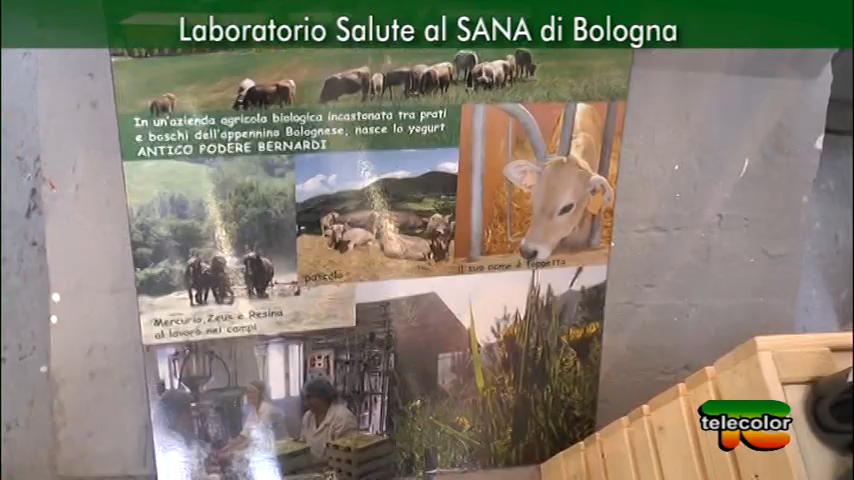 Laboratorio Salute al SANA di Bologna
In un'azienda agricola biologica incastonata tra prati
e boschi dell'appennino Bolognese, nasce lo yogurt
ANTICO PODERE BERNARDI.
pascolo
il suo nome è Poppetta
Mercurio, Zeus e Resina
al lavoro nei campi
telecolor